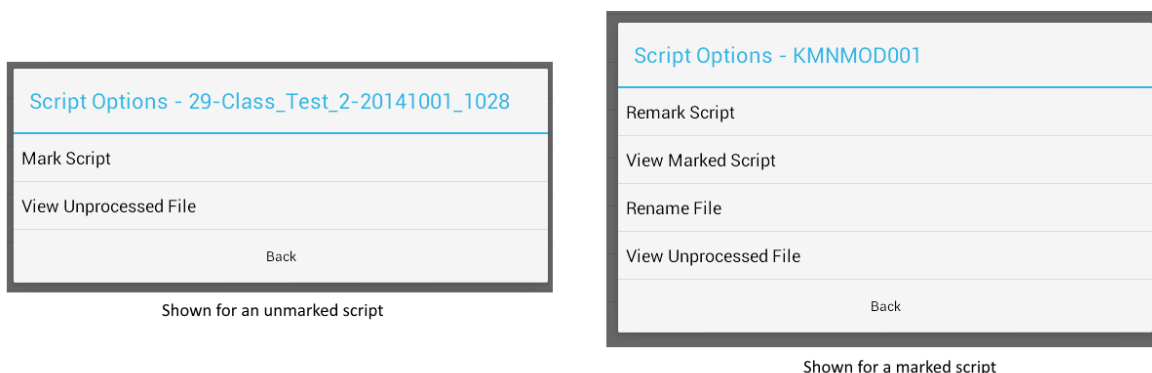 Script Options - 29-Class_Test_2-20141001_1028
Mark Script
View Unprocessed File
Back
Shown for an unmarked script
Script Options - KMNMOD001
Remark Script
View Marked Script
Rename File
View Unprocessed File
Back
Shown for a marked script